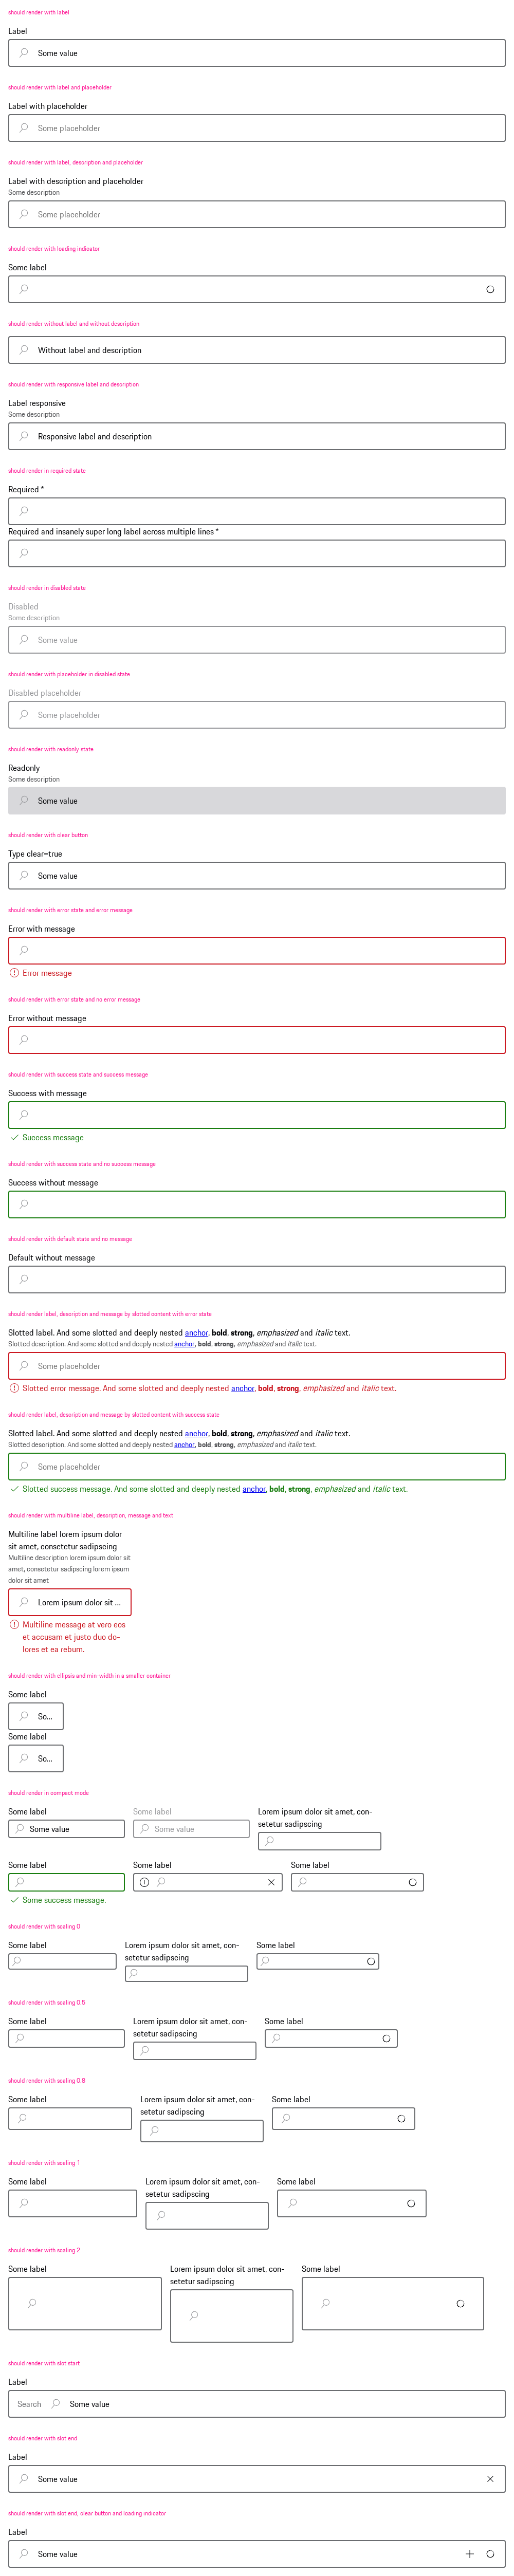 should render with label
Label
Some value
should render with label and placeholder
Label with placeholder
Some placeholder
should render with label, description and placeholder
Label with description and placeholder
Some description
Some placeholder
should render with loading indicator
Some label
should render without label and without description
Without label and description
should render with responsive label and description
Label responsive
Some description
Responsive label and description
should render in required state
Required *
Required and insanely super long label across multiple lines *
should render in disabled state
Disabled
Some description
Some value
should render with placeholder in disabled state
Disabled placeholder
Some placeholder
should render with readonly state
Readonly
Some description
Some value
should render with clear button
Type clear=true
Some value
should render with error state and error message
Error with message
Error message
should render with error state and no error message
Error without message
should render with success state and success message
Success with message
Success message
should render with success state and no success message
Success without message
should render with default state and no message
Default without message
should render label, description and message by slotted content with error state
Slotted label. And some slotted and deeply nested anchor, bold, strong, emphasized and italic text.
Slotted description. And some slotted and deeply nested anchor, bold, strong, emphasized and italic text.
Some placeholder
Slotted error message. And some slotted and deeply nested anchor, bold, strong, emphasized and italic text.
should render label, description and message by slotted content with success state
Slotted label. And some slotted and deeply nested anchor, bold, strong, emphasized and italic text.
Slotted description. And some slotted and deeply nested anchor, bold, strong, emphasized and italic text.
Some placeholder
Slotted success message. And some slotted and deeply nested anchor, bold, strong, emphasized and italic text.
should render with multiline label, description, message and text
Multiline label lorem ipsum dolor
sit amet, consetetur sadipscing
Multiline description lorem ipsum dolor sit
amet, consetetur sadipscing lorem ipsum
dolor sit amet
Lorem ipsum dolor sit ...
Multiline message at vero eos
et accusam et justo duo do-
lores et ea rebum.
should render with ellipsis and min-width in a smaller container
Some label
So...
Some label
So...
should render in compact mode
Some label
Some value
Some label
Some value
Lorem ipsum dolor sit amet, con-
setetur sadipscing
Some label
Some success message.
Some label
Some label
should render with scaling 0
Some label
Lorem ipsum dolor sit amet, con-
setetur sadipscing
Some label
should render with scaling 0.5
Some label
Lorem ipsum dolor sit amet, con-
setetur sadipscing
Some label
should render with scaling 0.8
Some label
Lorem ipsum dolor sit amet, con-
setetur sadipscing
Some label
should render with scaling 1
Some label
Lorem ipsum dolor sit amet, con-
setetur sadipscing
Some label
should render with scaling 2
Some label
Lorem ipsum dolor sit amet, con-
setetur sadipscing
Some label
should render with slot start
Label
Search
Some value
should render with slot end
Label
Some value
should render with slot end, clear button and loading indicator
Label
Some value